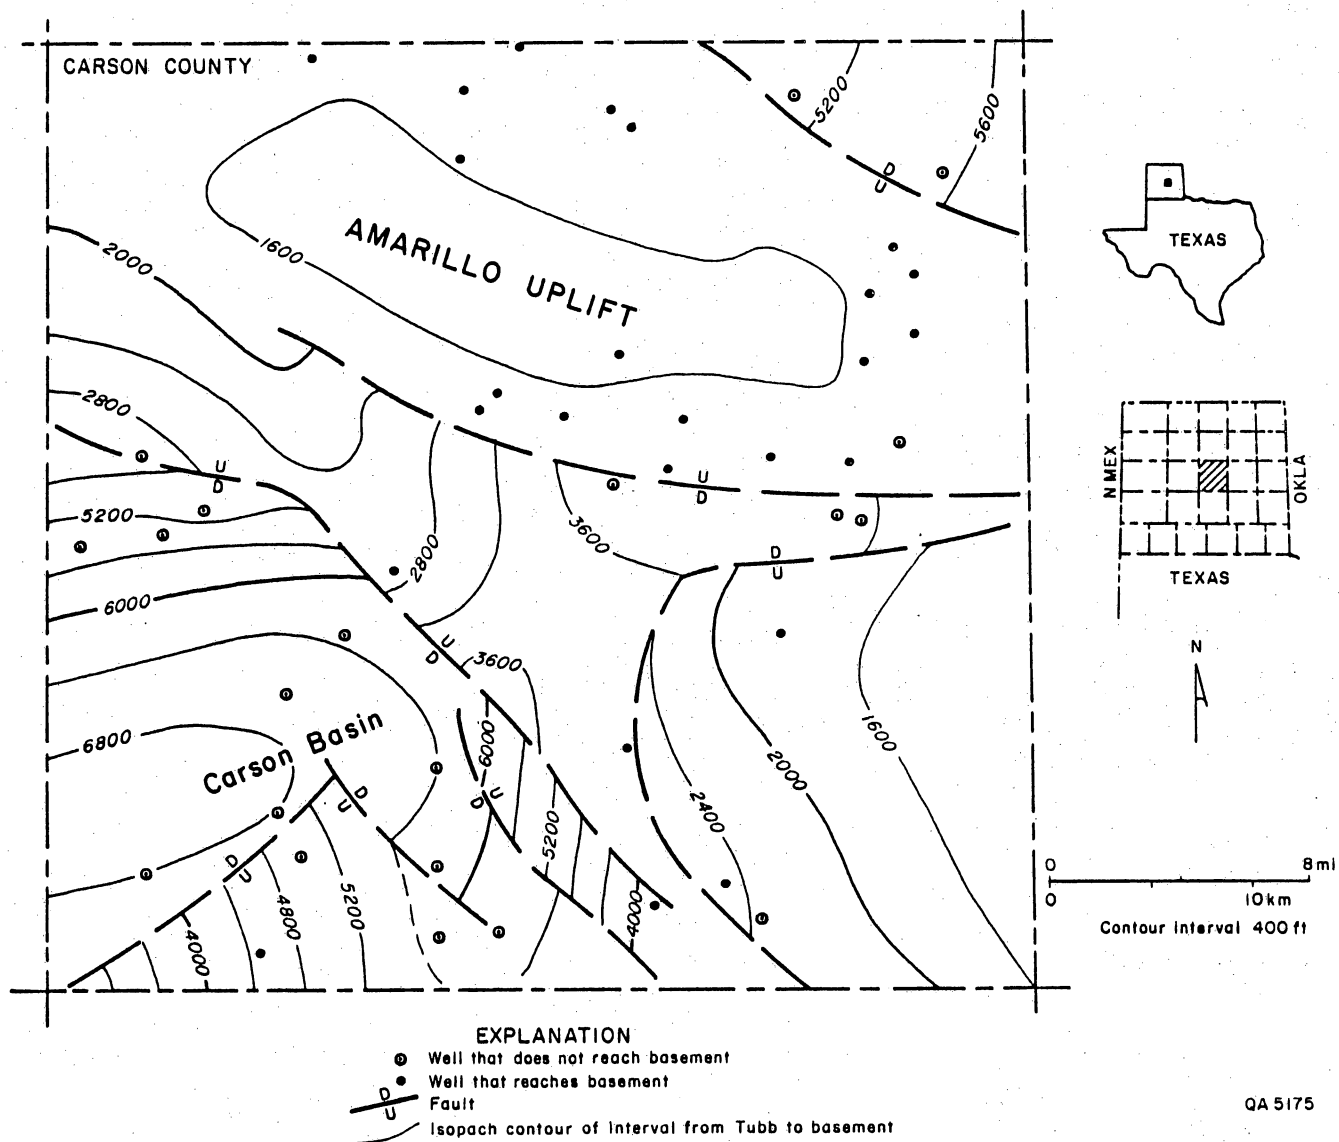 CARSON COUNTY
5200
5600
D
U
TEXAS
2000
1600
AMARILLO UPLIFT
2800
U
D
5200
6000
2800
3600
U
D
D
U
N MEX
OKLA
TEXAS
N
U
D
3600
6000
1600
6800
Carson Basin
2000
D
U
U
D
2400
5200
D
U
4000
4800
5200
4000
0 8 mi
0 10 km
Contour interval 400 ft
EXPLANATION
Well that does not reach basement
Well that reaches basement
D
U
Fault
Isopach contour of interval from Tubb to basement
QA 5175